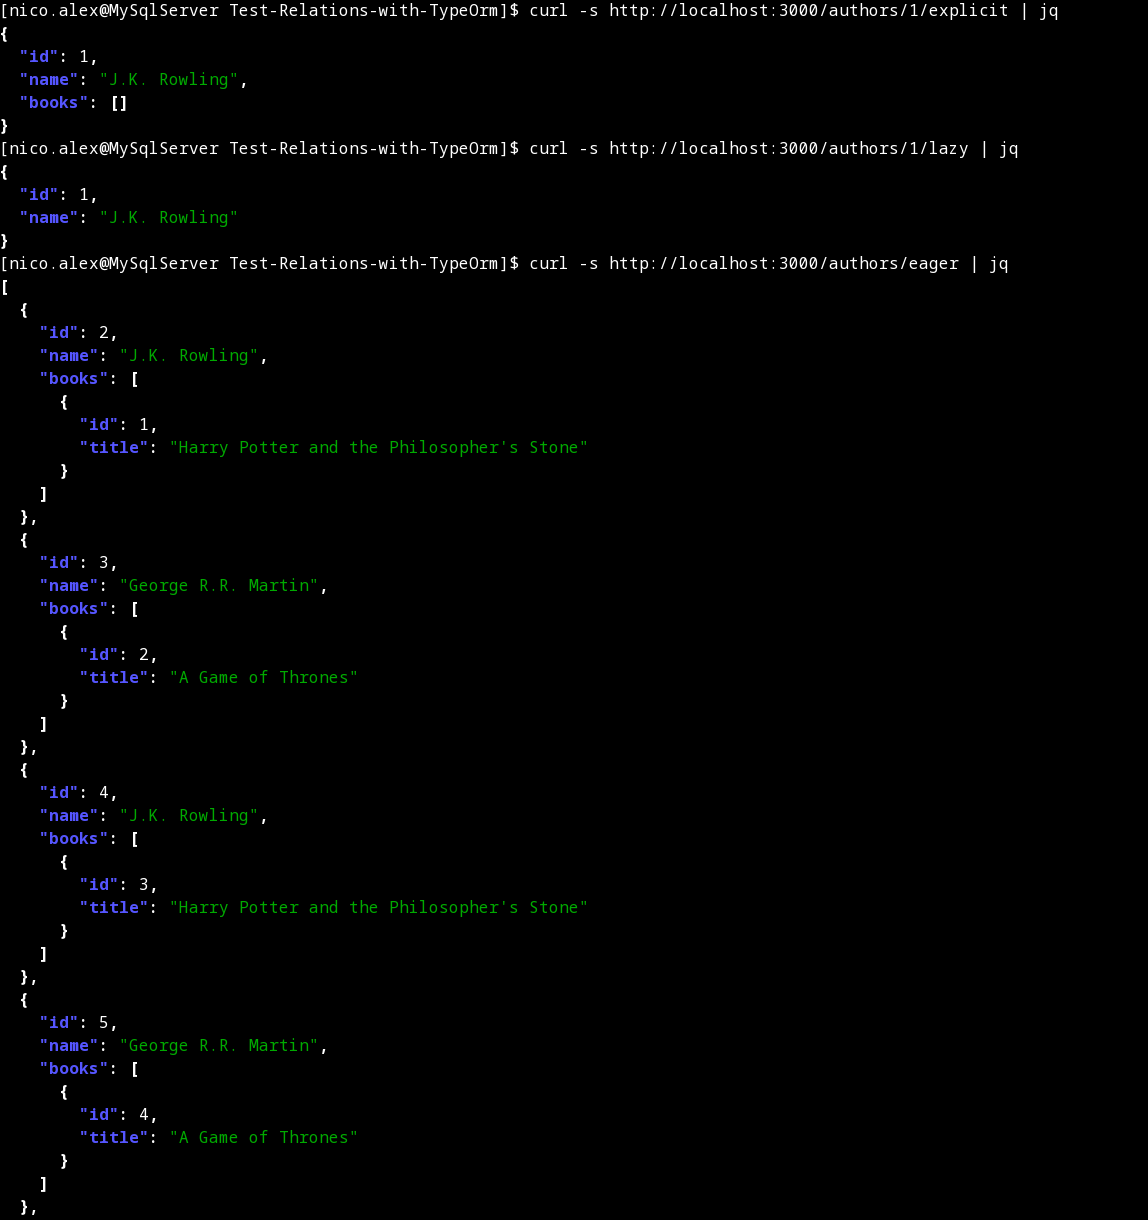 [nico.alex@MySqlServer Test-Relations-with-TypeOrm]$ curl -s http://localhost:3000/authors/1/explicit | jq
{
  "id": 1,
  "name": "J.K. Rowling",
  "books": []
}
[nico.alex@MySqlServer Test-Relations-with-TypeOrm]$ curl -s http://localhost:3000/authors/1/lazy | jq
{
  "id": 1,
  "name": "J.K. Rowling"
}
[nico.alex@MySqlServer Test-Relations-with-TypeOrm]$ curl -s http://localhost:3000/authors/eager | jq
[
  {
    "id": 2,
    "name": "J.K. Rowling",
    "books": [
      {
        "id": 1,
        "title": "Harry Potter and the Philosopher's Stone"
      }
    ]
  },
  {
    "id": 3,
    "name": "George R.R. Martin",
    "books": [
      {
        "id": 2,
        "title": "A Game of Thrones"
      }
    ]
  },
  {
    "id": 4,
    "name": "J.K. Rowling",
    "books": [
      {
        "id": 3,
        "title": "Harry Potter and the Philosopher's Stone"
      }
    ]
  },
  {
    "id": 5,
    "name": "George R.R. Martin",
    "books": [
      {
        "id": 4,
        "title": "A Game of Thrones"
      }
    ]
  },